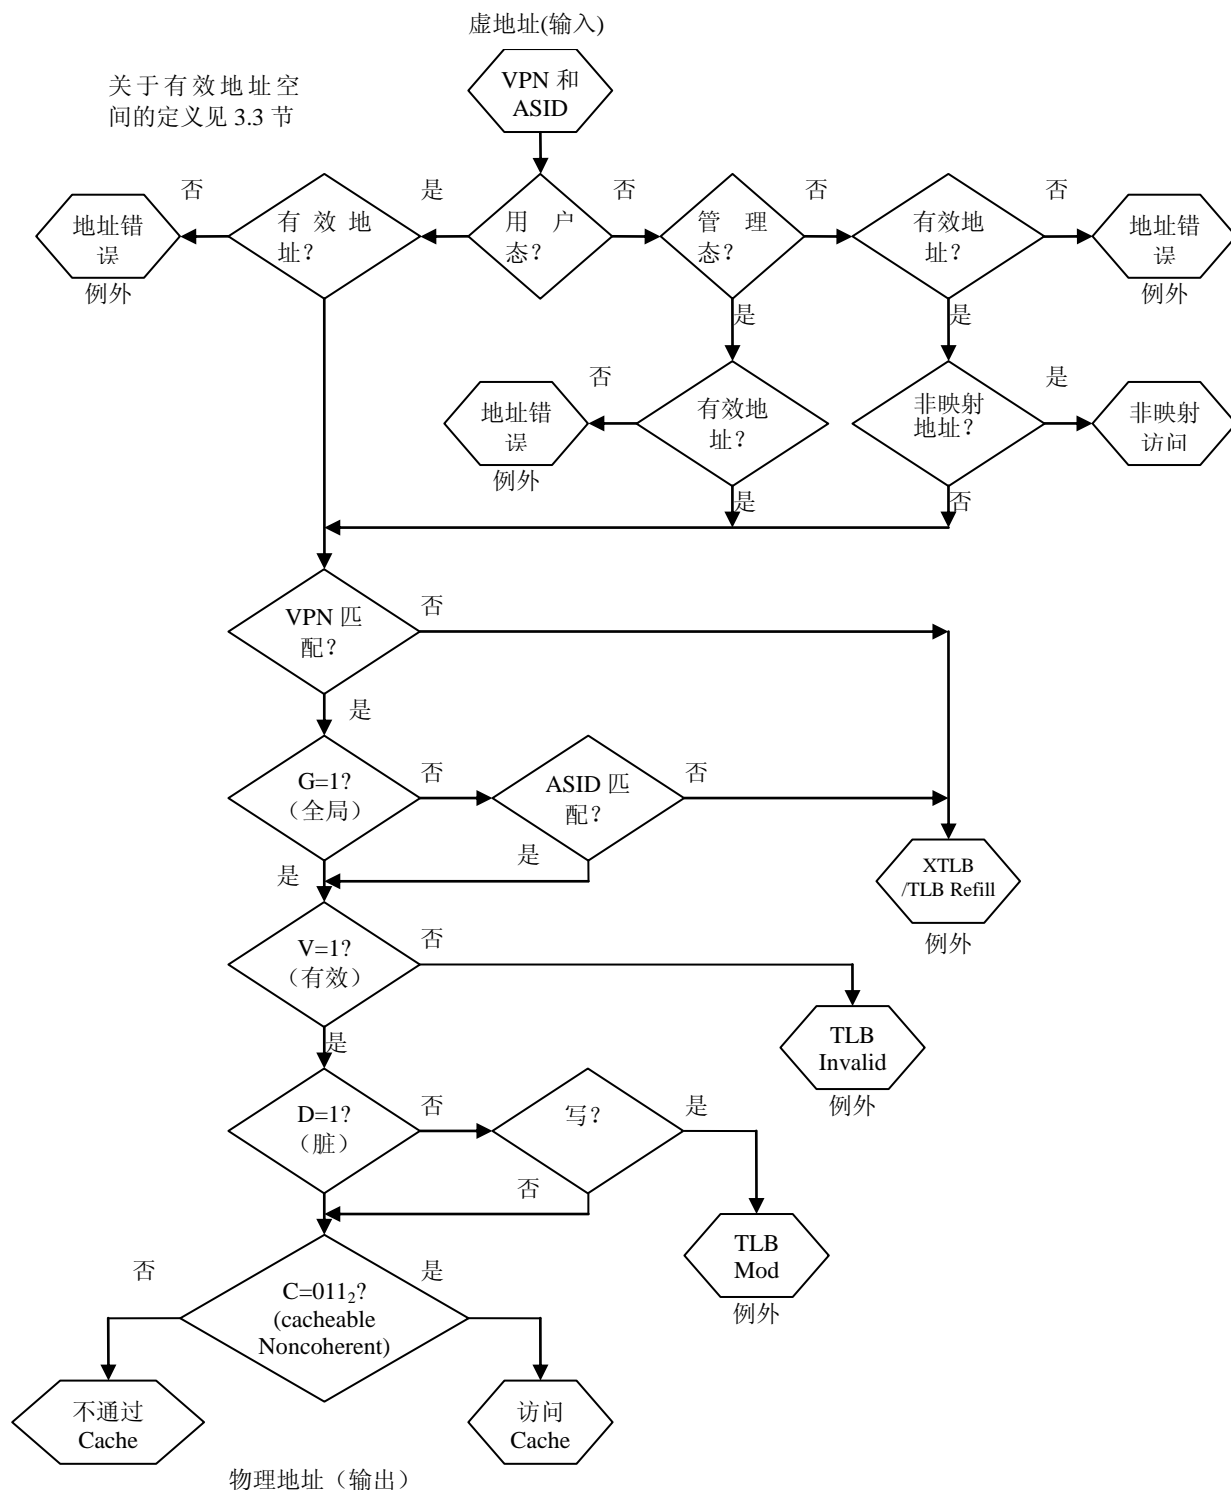 虚地址(输入)
VPN 和
ASID
关于有效地址空
间的定义见 3.3 节
否
是
否
否
否
地址错
误
例外
有效地
址？
用户
态？
管理
态？
有效地
址？
地址错
误
例外
是
是
否
是
地址错
误
例外
有效地
址？
非映射
地址？
非映射
访问
是
否
VPN 匹
配？
否
是
G=1?
（全局）
否
ASID 匹
配？
否
是
是
XTLB
/TLB Refill
例外
V=1?
（有效）
否
TLB
Invalid
例外
是
D=1?
（脏）
否
写？
是
否
TLB
Mod
例外
否
是
C=011₂?
(cacheable
Noncoherent)
不通过
Cache
访问
Cache
物理地址（输出）